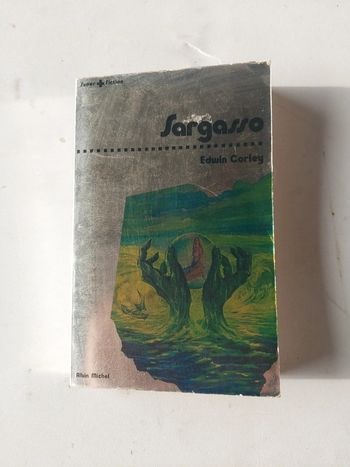 Super + Fiction
Sargasso
Edwin Corley
Albin Michel